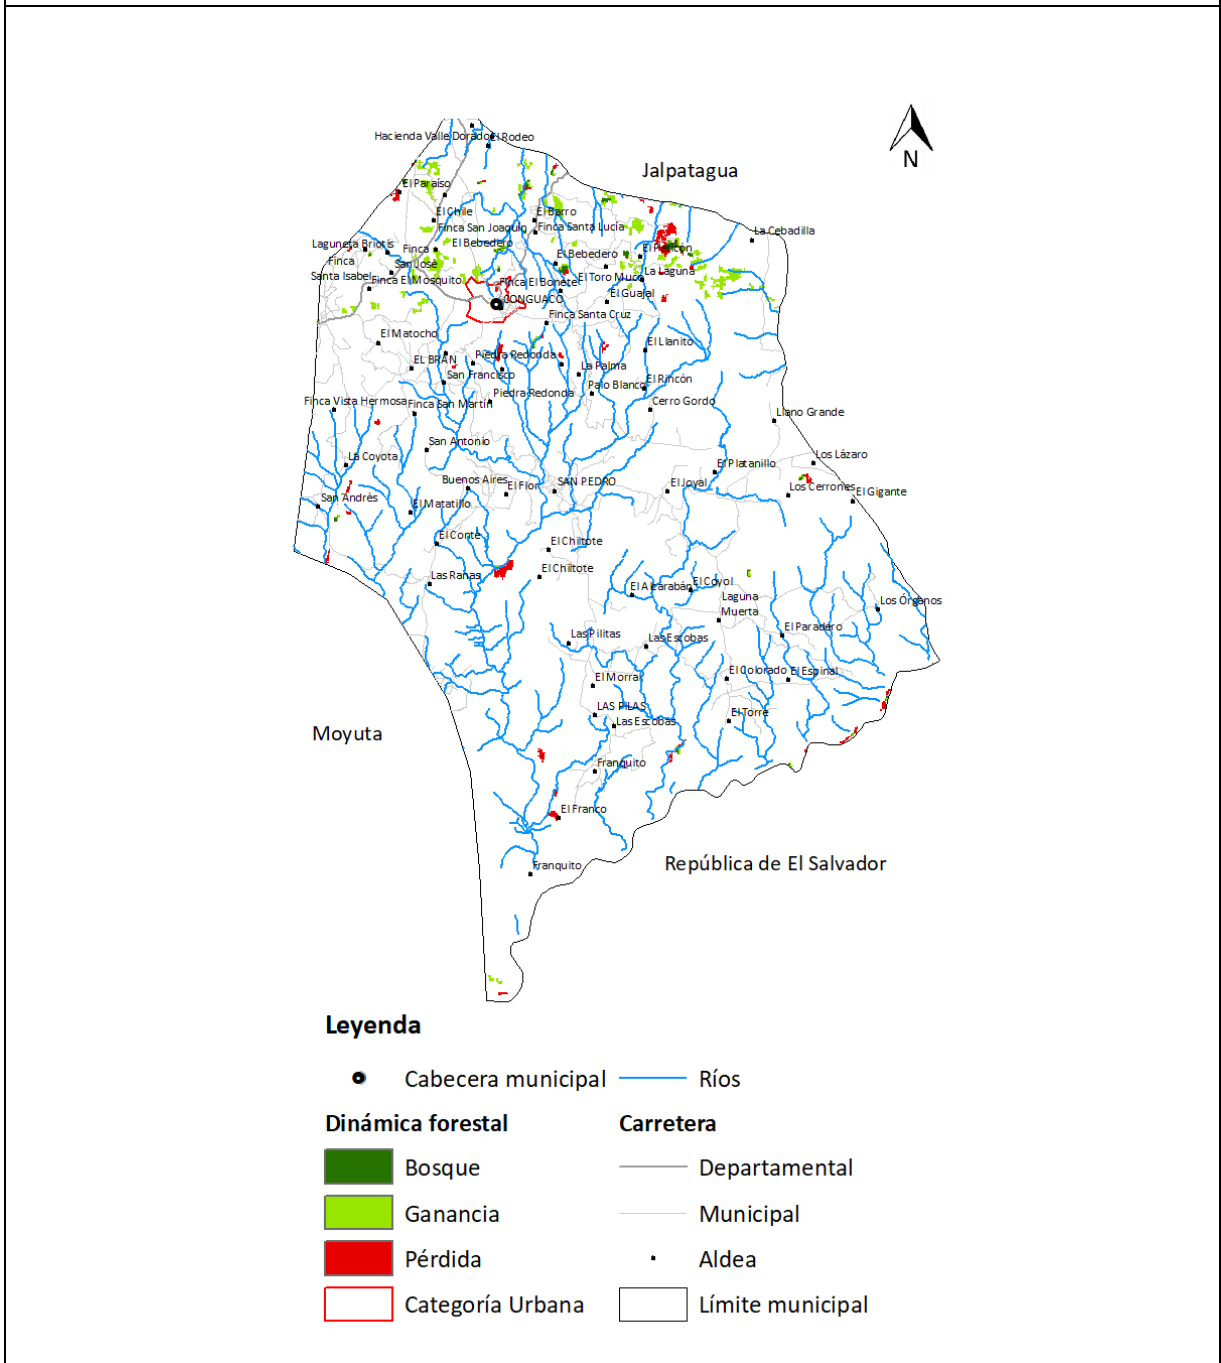 Hacienda Valle Dorado
El Rodeo
Jalpatagua
N
El Paraíso
El Chile
El Barro
Finca San Joaquín
Finca Santa Lucía
La Cebadilla
Laguneta Briotis
Finca
El Bebedero
El Bebedero
Finca
San José
La Laguna
Santa Isabel
Finca El Mosquito
Finca El Bonete
El Toro Muco
El Guajal
CONGUACO
Finca Santa Cruz
El Matocho
El Llanito
EL BRAN
Piedra Redonda
La Palma
San Francisco
Palo Blanco
El Rincón
Piedra Redonda
Finca Vista Hermosa
Finca San Martín
Cerro Gordo
Llano Grande
San Antonio
La Coyota
El Platanillo
Los Lázaro
Buenos Aires
El Flor
SAN PEDRO
El Joyal
Los Cerrones
El Gigante
San Andrés
El Matatillo
El Conte
El Chiltote
El Chiltote
Las Ranas
El Alcarabán
El Coyol
Laguna
Muerta
Los Órganos
Las Pilitas
Las Escobas
El Paradero
El Morral
El Colorado
El Espinal
LAS PILAS
Las Escobas
El Torre
Moyuta
Franquito
El Franco
República de El Salvador
Franquito
Leyenda
Cabecera municipal
Ríos
Dinámica forestal
Carretera
Bosque
Departamental
Ganancia
Municipal
Pérdida
Aldea
Categoría Urbana
Límite municipal